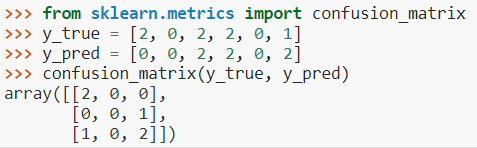 >>> from sklearn.metrics import confusion_matrix
>>> y_true = [2, 0, 2, 2, 0, 1]
>>> y_pred = [0, 0, 2, 2, 0, 2]
>>> confusion_matrix(y_true, y_pred)
array([[2, 0, 0],
       [0, 0, 1],
       [1, 0, 2]])